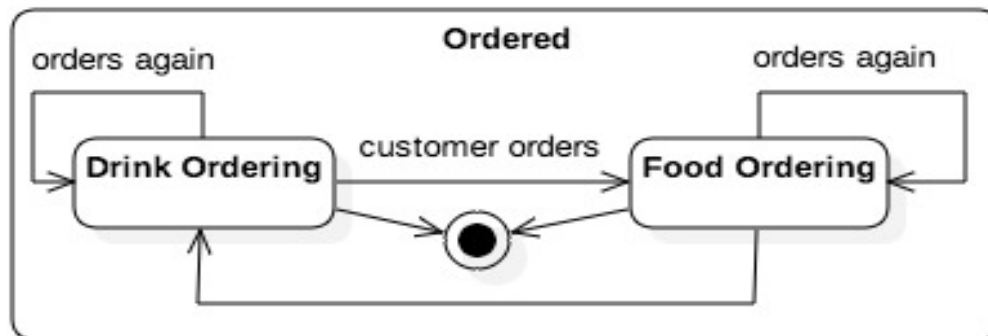 Ordered
orders again
orders again
customer orders
Drink Ordering
Food Ordering